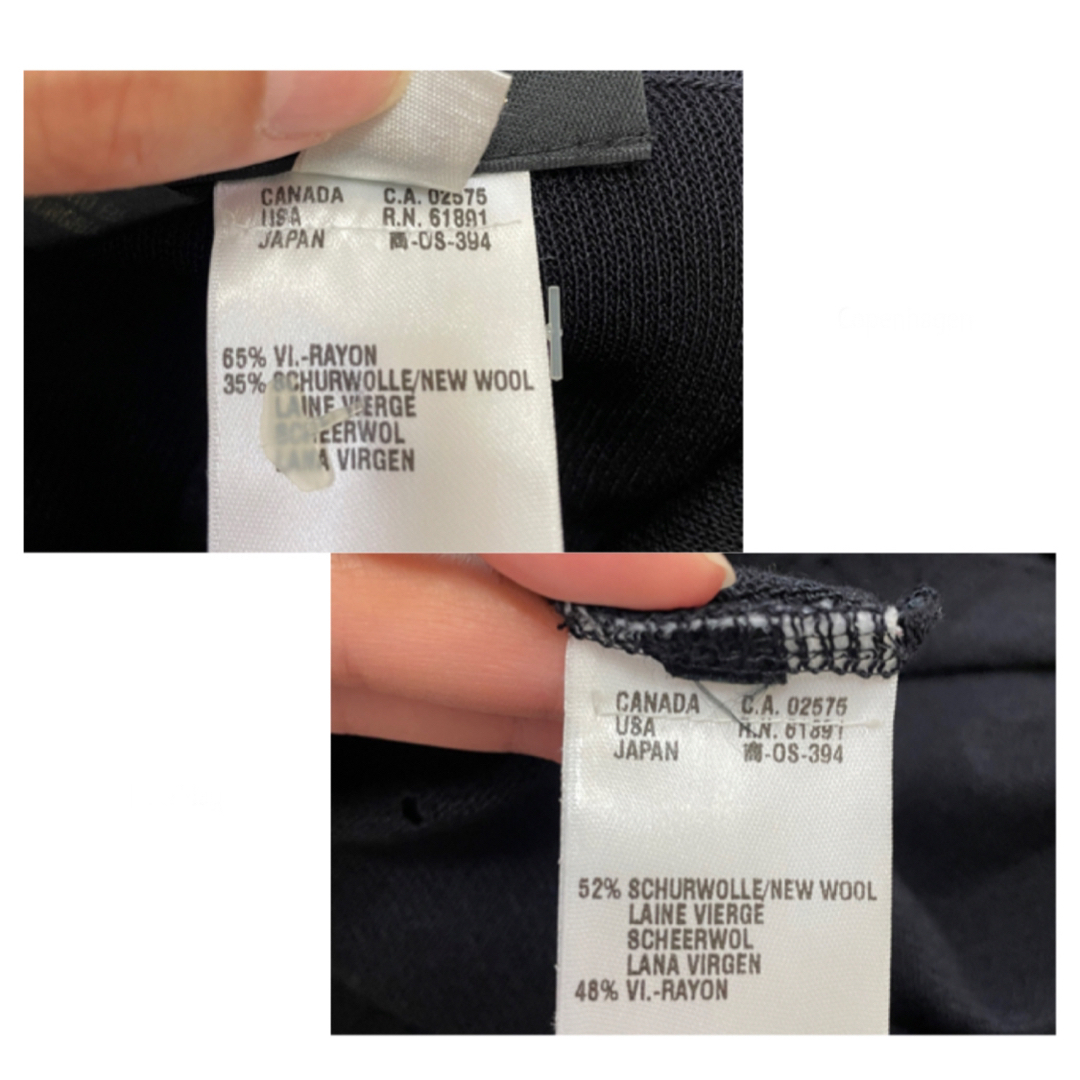 CANADA C.A. 02575
USA R.N. 61891
JAPAN 商-OS-394
65% VI.-RAYON
35% SCHURWOLLE/NEW WOOL
LAINE VIERGE
SCHEERWOL
LANA VIRGEN
CANADA C.A. 02575
USA R.N. 61891
JAPAN 商-OS-394
52% SCHURWOLLE/NEW WOOL
LAINE VIERGE
SCHEERWOL
LANA VIRGEN
48% VI.-RAYON